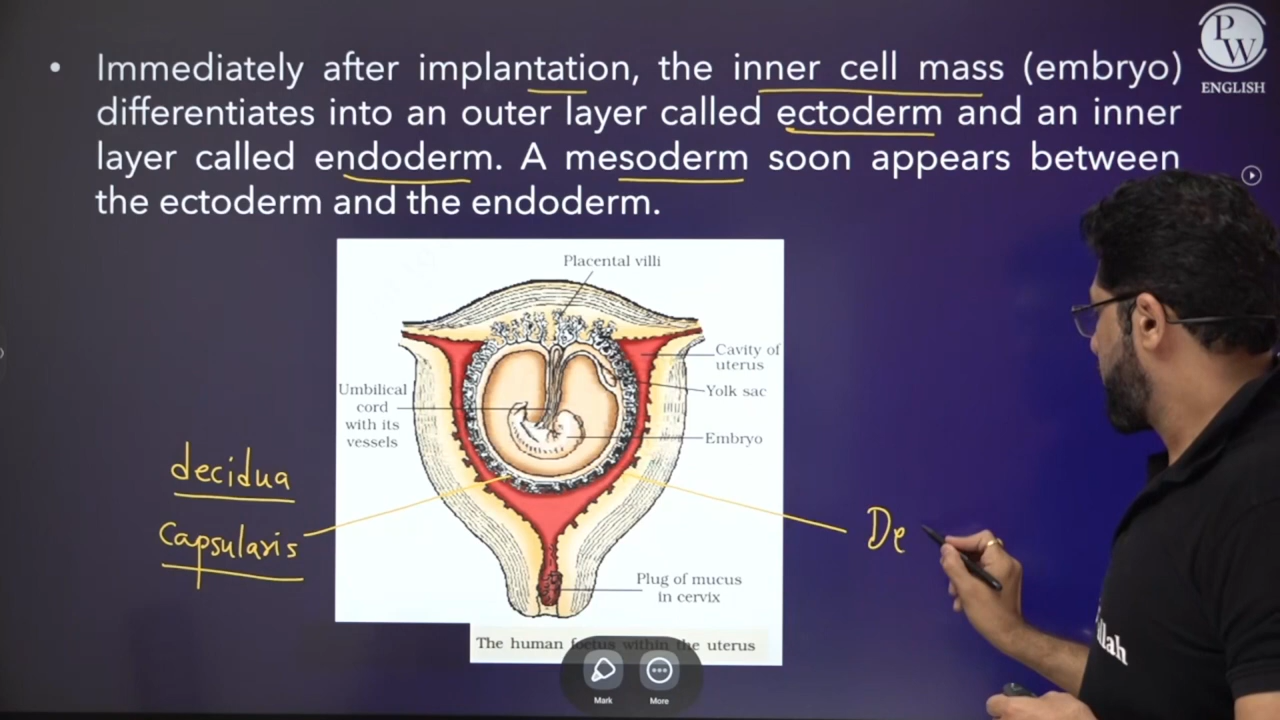 PW
ENGLISH
• Immediately after implantation, the inner cell mass (embryo)
differentiates into an outer layer called ectoderm and an inner
layer called endoderm. A mesoderm soon appears between
the ectoderm and the endoderm.
Placental villi
Cavity of
uterus
Yolk sac
Umbilical
cord
with its
vessels
Embryo
decidua
Capsularis
De
Plug of mucus
in cervix
The human foetus within the uterus
Mark
More
llah